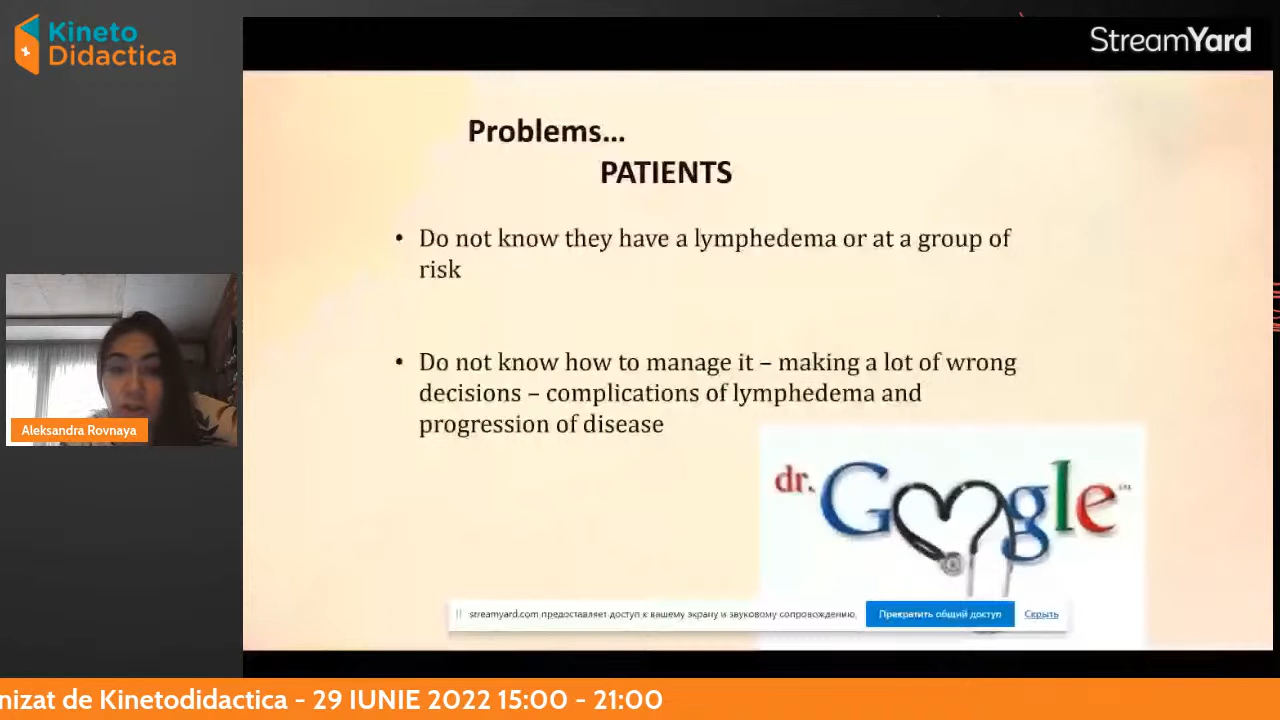 Kineto
Didactica
StreamYard
Problems...
PATIENTS
• Do not know they have a lymphedema or at a group of
risk
• Do not know how to manage it – making a lot of wrong
decisions – complications of lymphedema and
progression of disease
dr. Google
Aleksandra Rovnaya
streamyard.com предоставляет доступ к вашему экрану и звуковому сопровождению.
Прекратить общий доступ
Скрыть
nizat de Kinetodidactica - 29 IUNIE 2022 15:00 - 21:00